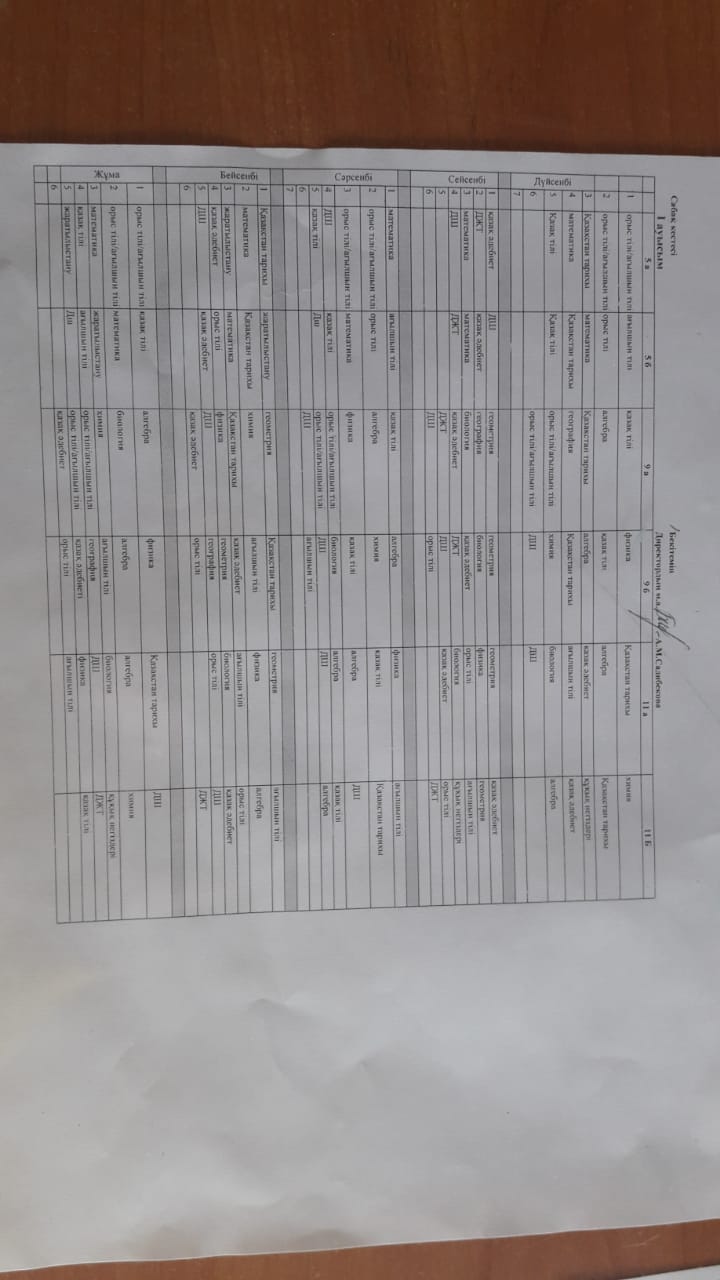 Сабақ кестесі
І ауысым
Бекітемін
Директордың м.а. А.М.Садибекова
5 а 5 б 9 а 9 б 11 а 11 Б
Дүйсенбі
1 орыс тілі/ағылшын тілі ағылшын тілі қазақ тілі физика Қазақстан тарихы химия
2 орыс тілі/ағылшын тілі орыс тілі алгебра қазақ тілі алгебра Қазақстан тарихы
3 Қазақстан тарихы математика Қазақстан тарихы алгебра қазақ әдебиет құқық негіздері
4 математика Қазақстан тарихы география Қазақстан тарихы ағылшын тілі қазақ әдебиет
5 Қазақ тілі Қазақ тілі орыс тілі/ағылшын тілі химия биология алгебра
6 орыс тілі/ағылшын тілі ДШ ДШ
7
Сейсенбі
1 қазақ әдебиет ДШ геометрия геометрия геометрия қазақ әдебиет
2 ДЖТ қазақ әдебиет география биология физика геометрия
3 математика математика биология қазақ әдебиет орыс тілі ағылшын тілі
4 ДШ ДЖТ қазақ әдебиет ДЖТ биология құқық негіздері
5 ДЖТ ДШ қазақ әдебиет орыс тілі
6 ДШ орыс тілі ДЖТ
Сәрсенбі
1 математика ағылшын тілі қазақ тілі алгебра физика ағылшын тілі
2 орыс тілі/ағылшын тілі орыс тілі алгебра химия қазақ тілі Қазақстан тарихы
3 орыс тілі/ағылшын тілі математика физика қазақ тілі алгебра ДШ
4 ДШ қазақ тілі орыс тілі/ағылшын тілі биология алгебра қазақ тілі
5 қазақ тілі Дш орыс тілі/ағылшын тілі ДШ ДШ алгебра
6 ДШ ағылшын тілі
7
Бейсенбі
1 Қазақстан тарихы жаратылыстану геометрия Қазақстан тарихы геометрия ағылшын тілі
2 математика Қазақстан тарихы химия ағылшын тілі физика алгебра
3 жаратылыстану математика Қазақстан тарихы қазақ әдебиет ағылшын тілі орыс тілі
4 қазақ әдебиет орыс тілі физика геометрия биология қазақ әдебиет
5 ДШ қазақ әдебиет ДШ география орыс тілі ДШ
6 қазақ әдебиет орыс тілі ДЖТ
Жұма
1 орыс тілі/ағылшын тілі қазақ тілі алгебра физика Қазақстан тарихы ДШ
2 орыс тілі/ағылшын тілі математика биология алгебра алгебра химия
3 математика жаратылыстану химия ағылшын тілі биология құқық негіздері
4 қазақ тілі ағылшын тілі орыс тілі/ағылшын тілі география ДШ ДЖТ
5 жаратылыстану Дш орыс тілі/ағылшын тілі қазақ әдебиеті физика қазақ тілі
6 қазақ әдебиет орыс тілі ағылшын тілі